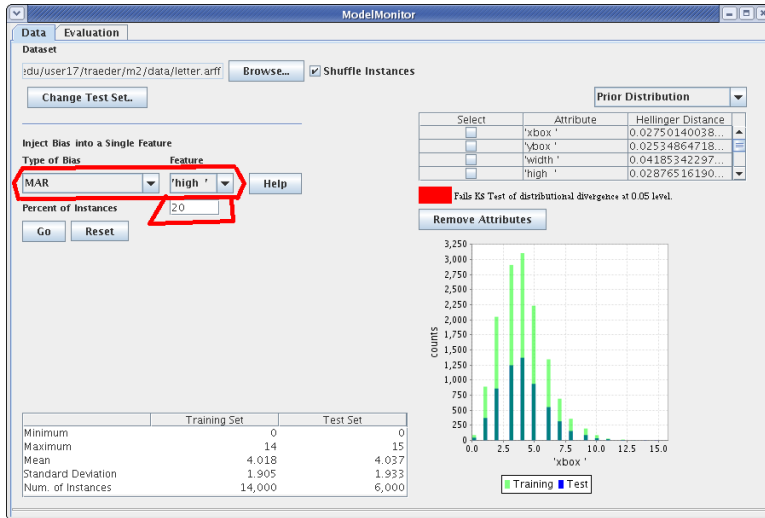 ModelMonitor
Data Evaluation
Dataset
:du/user17/traeder/m2/data/letter.arff Browse... Shuffle Instances
Change Test Set..
Prior Distribution
Select Attribute Hellinger Distance
'xbox ' 0.02750140038...
'ybox ' 0.02534864718...
'width ' 0.04185342297...
'high ' 0.02876516190...
Inject Bias into a Single Feature
Type of Bias Feature
MAR 'high ' Help
Fails KS Test of distributional divergence at 0.05 level.
Percent of Instances 20
Remove Attributes
Go Reset
3,250
3,000
2,750
2,500
2,250
2,000
1,750
1,500
1,250
1,000
750
500
250
0
counts
0.0 2.5 5.0 7.5 10.0 12.5 15.0
'xbox '
Training Test
Training Set Test Set
Minimum 0 0
Maximum 14 15
Mean 4.018 4.037
Standard Deviation 1.905 1.933
Num. of Instances 14,000 6,000